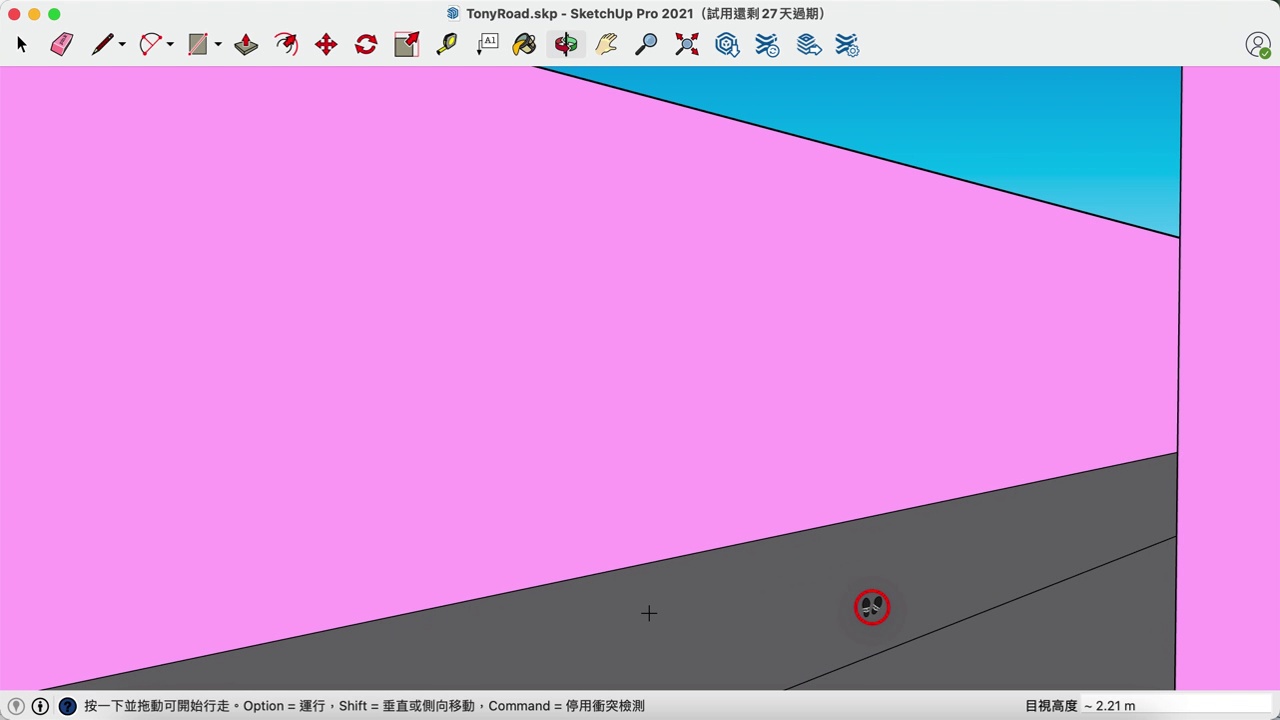 TonyRoad.skp - SketchUp Pro 2021（試用還剩 27 天過期）
A1
按一下並拖動可開始行走。Option = 運行，Shift = 垂直或側向移動，Command = 停用衝突檢測
目視高度 ~ 2.21 m